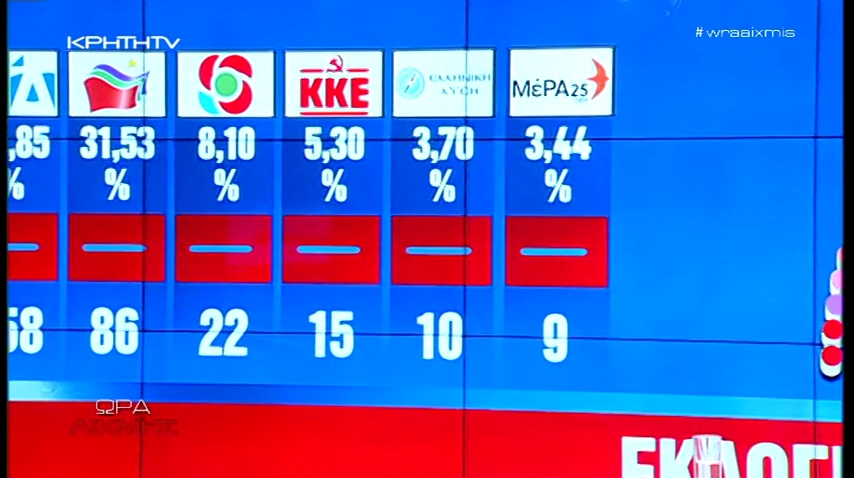 ΚΡΗΤΗTV
#wraaixmis
ΚΚΕ
ΕΛΛΗΝΙΚΗ
ΛΥΣΗ
ΜέΡΑ25
,85 31,53 8,10 5,30 3,70 3,44
% % % % % %
58 86 22 15 10 9
ΩΡΑ
ΑΙΧΜΗΣ
ΕΚΛΟΓ